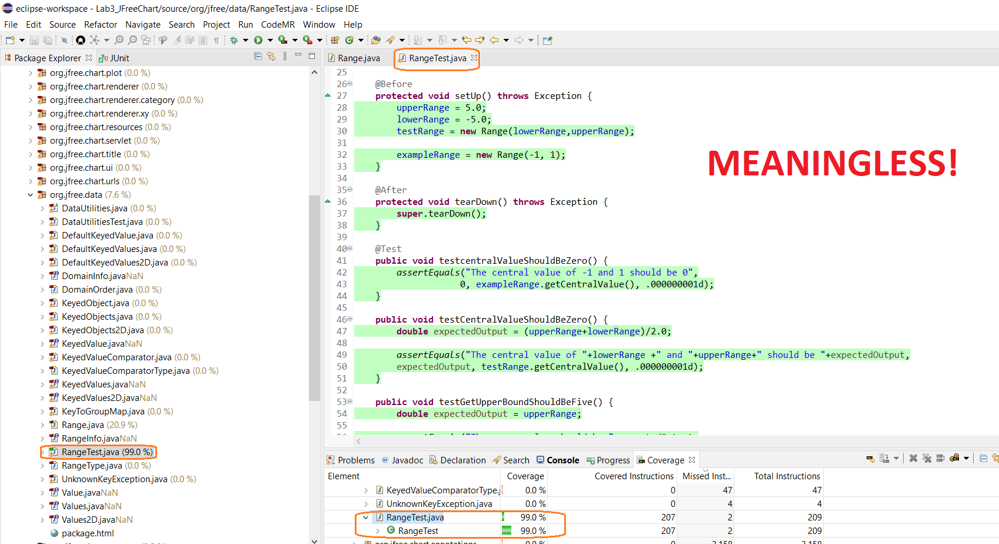 eclipse-workspace - Lab3_JFreeChart/source/org/jfree/data/RangeTest.java - Eclipse IDE
File Edit Source Refactor Navigate Search Project Run CodeMR Window Help
Package Explorer JUnit
org.jfree.chart.plot (0.0 %)
org.jfree.chart.renderer (0.0 %)
org.jfree.chart.renderer.category (0.0 %)
org.jfree.chart.renderer.xy (0.0 %)
org.jfree.chart.resources (0.0 %)
org.jfree.chart.servlet (0.0 %)
org.jfree.chart.title (0.0 %)
org.jfree.chart.ui (0.0 %)
org.jfree.chart.urls (0.0 %)
org.jfree.data (7.6 %)
DataUtilities.java (0.0 %)
DataUtilitiesTest.java (0.0 %)
DefaultKeyedValue.java (0.0 %)
DefaultKeyedValues.java (0.0 %)
DefaultKeyedValues2D.java (0.0 %)
DomainInfo.javaNaN
DomainOrder.java (0.0 %)
KeyedObject.java (0.0 %)
KeyedObjects.java (0.0 %)
KeyedObjects2D.java (0.0 %)
KeyedValue.javaNaN
KeyedValueComparator.java (0.0 %)
KeyedValueComparatorType.java (0.0 %)
KeyedValues.javaNaN
KeyedValues2D.javaNaN
KeyToGroupMap.java (0.0 %)
Range.java (20.9 %)
RangeInfo.javaNaN
RangeTest.java (99.0 %)
RangeType.java (0.0 %)
UnknownKeyException.java (0.0 %)
Value.javaNaN
Values.javaNaN
Values2D.javaNaN
package.html
Range.java RangeTest.java
25
26 @Before
27 protected void setUp() throws Exception {
28 upperRange = 5.0;
29 lowerRange = -5.0;
30 testRange = new Range(lowerRange,upperRange);
31
32 exampleRange = new Range(-1, 1);
33 }
34
35 @After
36 protected void tearDown() throws Exception {
37 super.tearDown();
38 }
39
40 @Test
41 public void testcentralValueShouldBeZero() {
42 assertEquals("The central value of -1 and 1 should be 0",
43 0, exampleRange.getCentralValue(), .000000001d);
44 }
45
46 public void testCentralValueShouldBeZero() {
47 double expectedOutput = (upperRange+lowerRange)/2.0;
48
49 assertEquals("The central value of "+lowerRange +" and "+upperRange+" should be "+expectedOutput,
50 expectedOutput, testRange.getCentralValue(), .000000001d);
51 }
52
53 public void testGetUpperBoundShouldBeFive() {
54 double expectedOutput = upperRange;
55
MEANINGLESS!
Problems Javadoc Declaration Search Console Progress Coverage
Element Coverage Covered Instructions Missed Inst... Total Instructions
KeyedValueComparatorType.j 0.0 % 0 47 47
UnknownKeyException.java 0.0 % 0 4 4
RangeTest.java 99.0 % 207 2 209
RangeTest 99.0 % 207 2 209